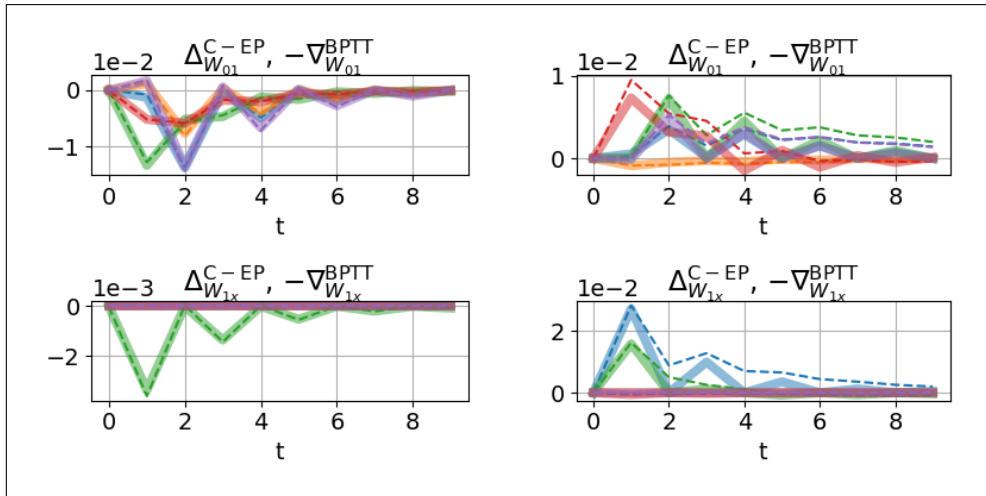 Δ^{C-EP}_{W_{01}}, -∇^{BPTT}_{W_{01}}
1e-2
0
-1
0 2 4 6 8
t
Δ^{C-EP}_{W_{01}}, -∇^{BPTT}_{W_{01}}
1e-2
1
0
0 2 4 6 8
t
Δ^{C-EP}_{W_{1x}}, -∇^{BPTT}_{W_{1x}}
1e-3
0
-2
0 2 4 6 8
t
Δ^{C-EP}_{W_{1x}}, -∇^{BPTT}_{W_{1x}}
1e-2
2
0
0 2 4 6 8
t